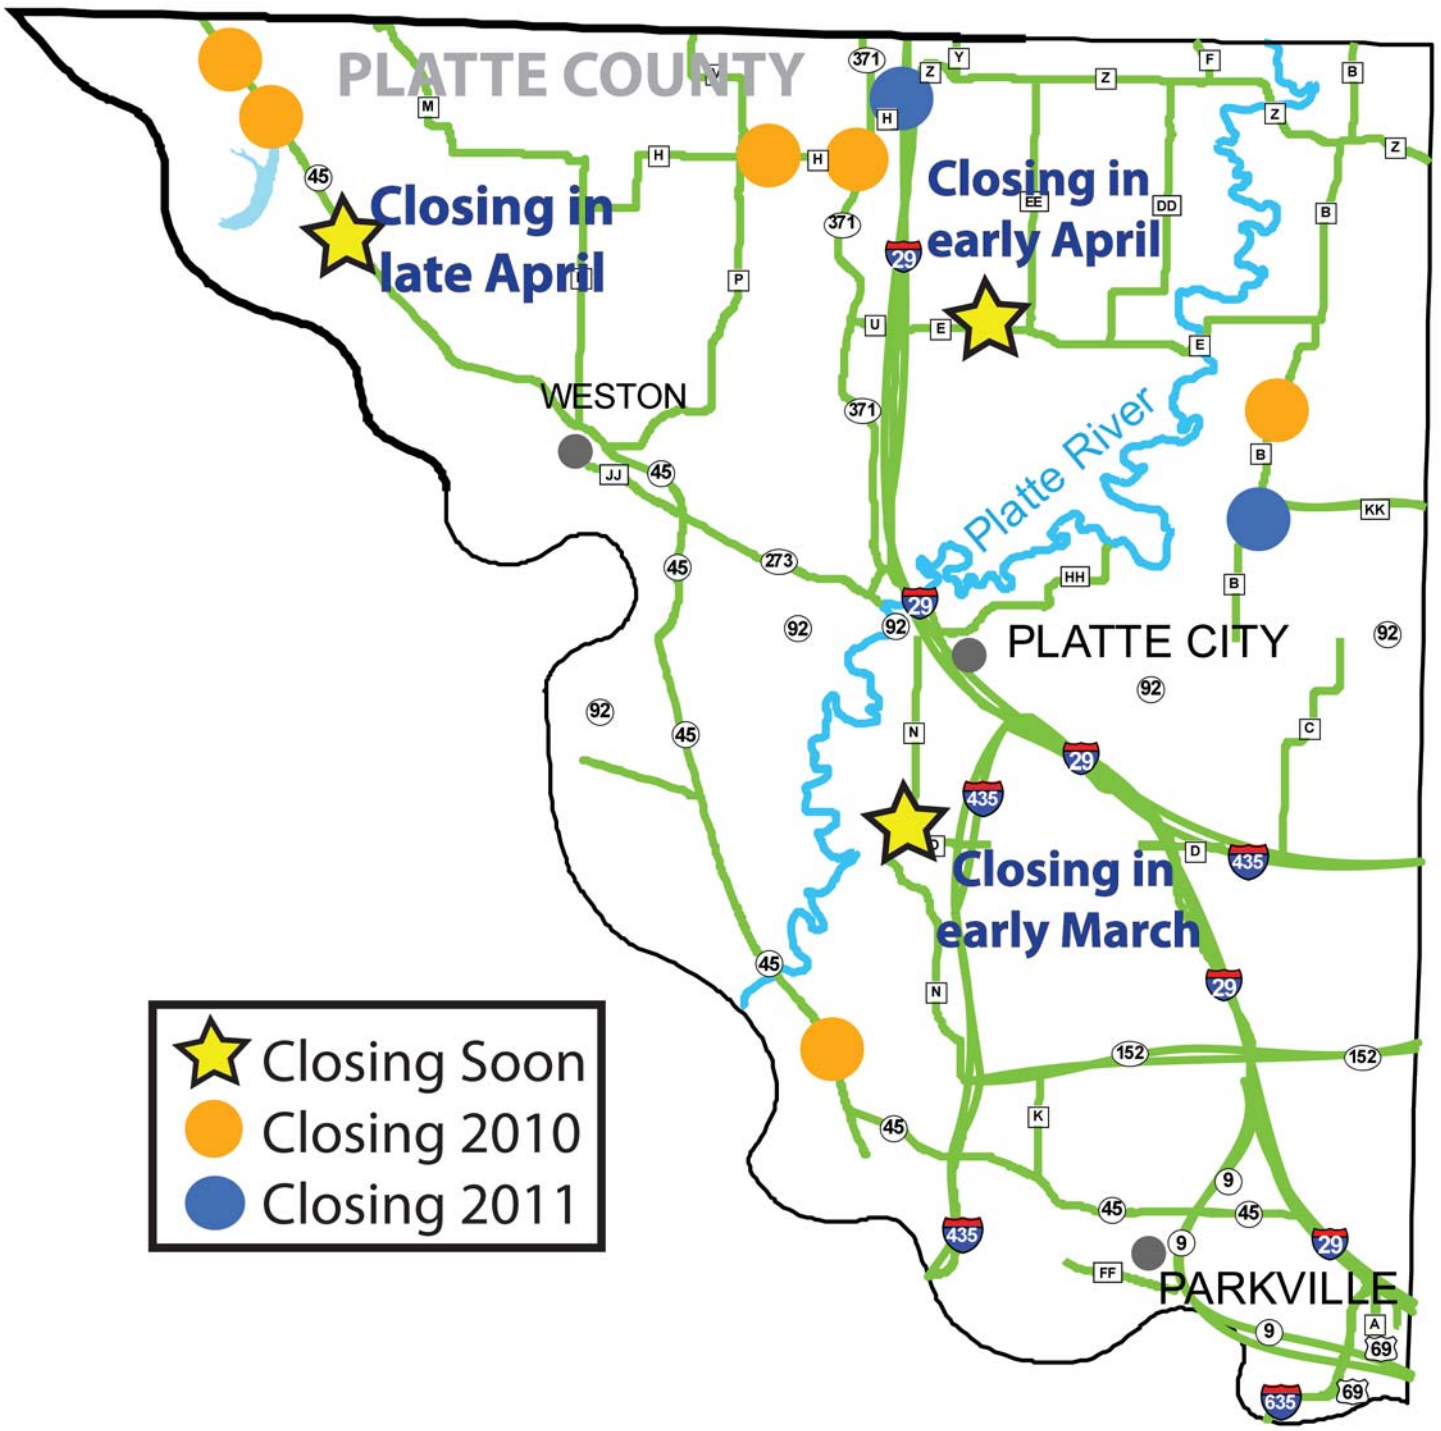 PLATTE COUNTY
371
Y
Z
Z
F
B
M
H
Z
Z
45
H
H
Closing in
late April
Closing in
early April
EE
DD
B
371
29
P
U
E
E
WESTON
371
Platte River
B
JJ
45
KK
273
45
HH
B
29
92
92
PLATTE CITY
92
92
92
45
N
C
29
435
D
D
435
Closing in
early March
45
N
29
152
152
K
45
9
45
45
435
9
29
FF
PARKVILLE
9
A
69
69
635
Closing Soon
Closing 2010
Closing 2011